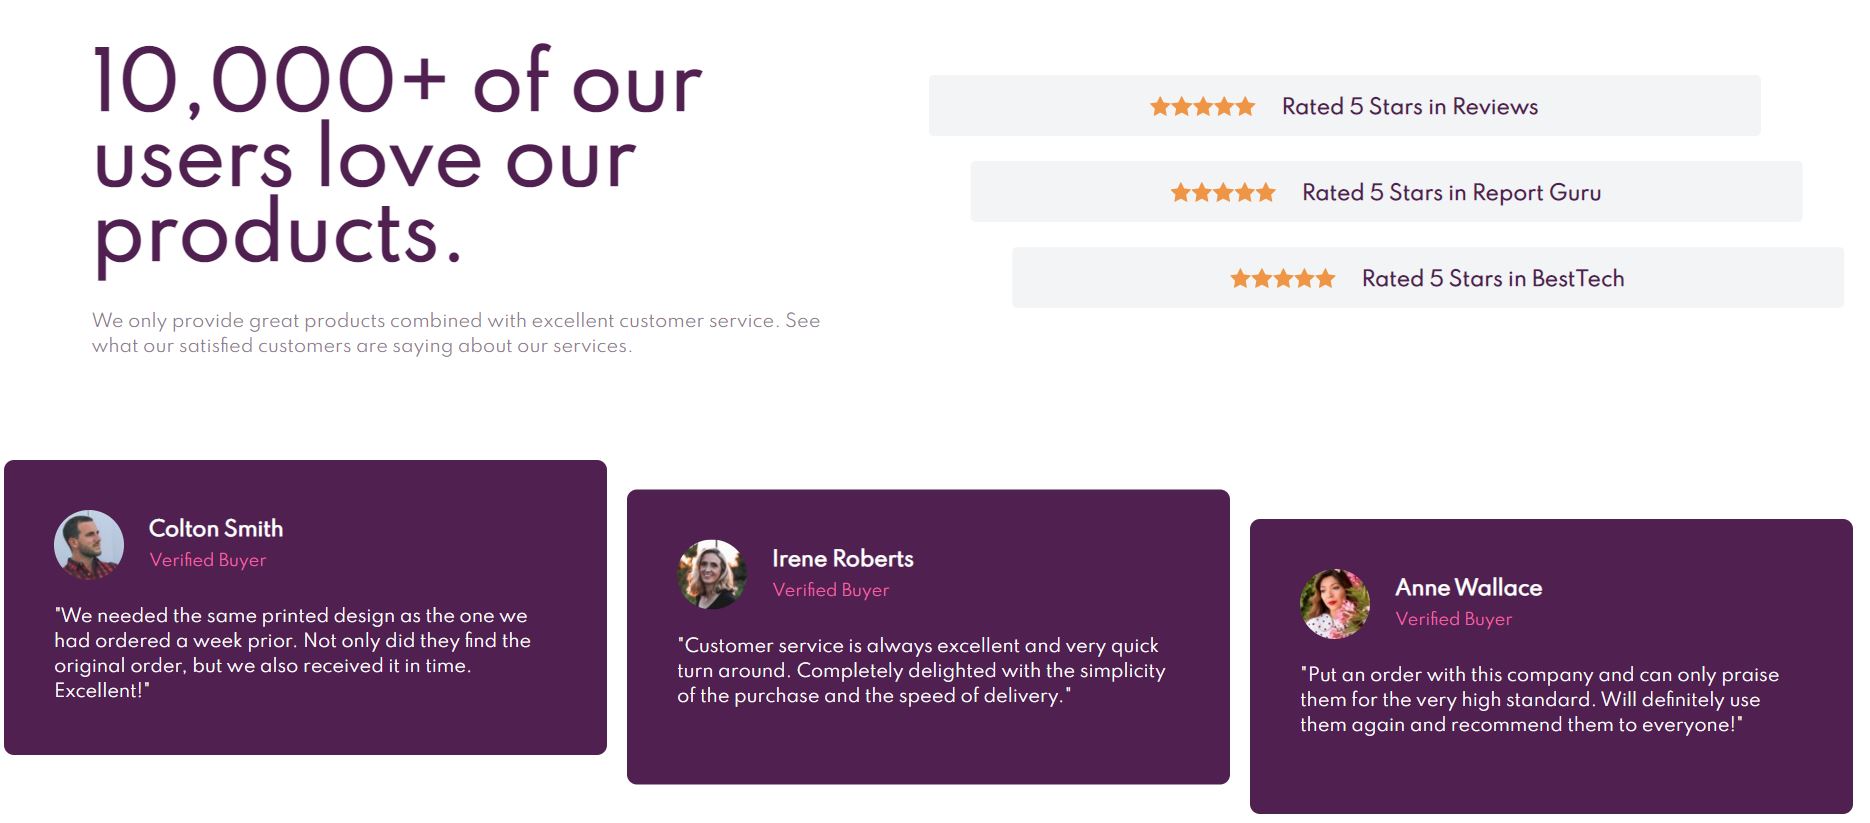 10,000+ of our
users love our
products.
We only provide great products combined with excellent customer service. See
what our satisfied customers are saying about our services.
Rated 5 Stars in Reviews
Rated 5 Stars in Report Guru
Rated 5 Stars in BestTech
Colton Smith
Verified Buyer
"We needed the same printed design as the one we
had ordered a week prior. Not only did they find the
original order, but we also received it in time.
Excellent!"
Irene Roberts
Verified Buyer
"Customer service is always excellent and very quick
turn around. Completely delighted with the simplicity
of the purchase and the speed of delivery."
Anne Wallace
Verified Buyer
"Put an order with this company and can only praise
them for the very high standard. Will definitely use
them again and recommend them to everyone!"